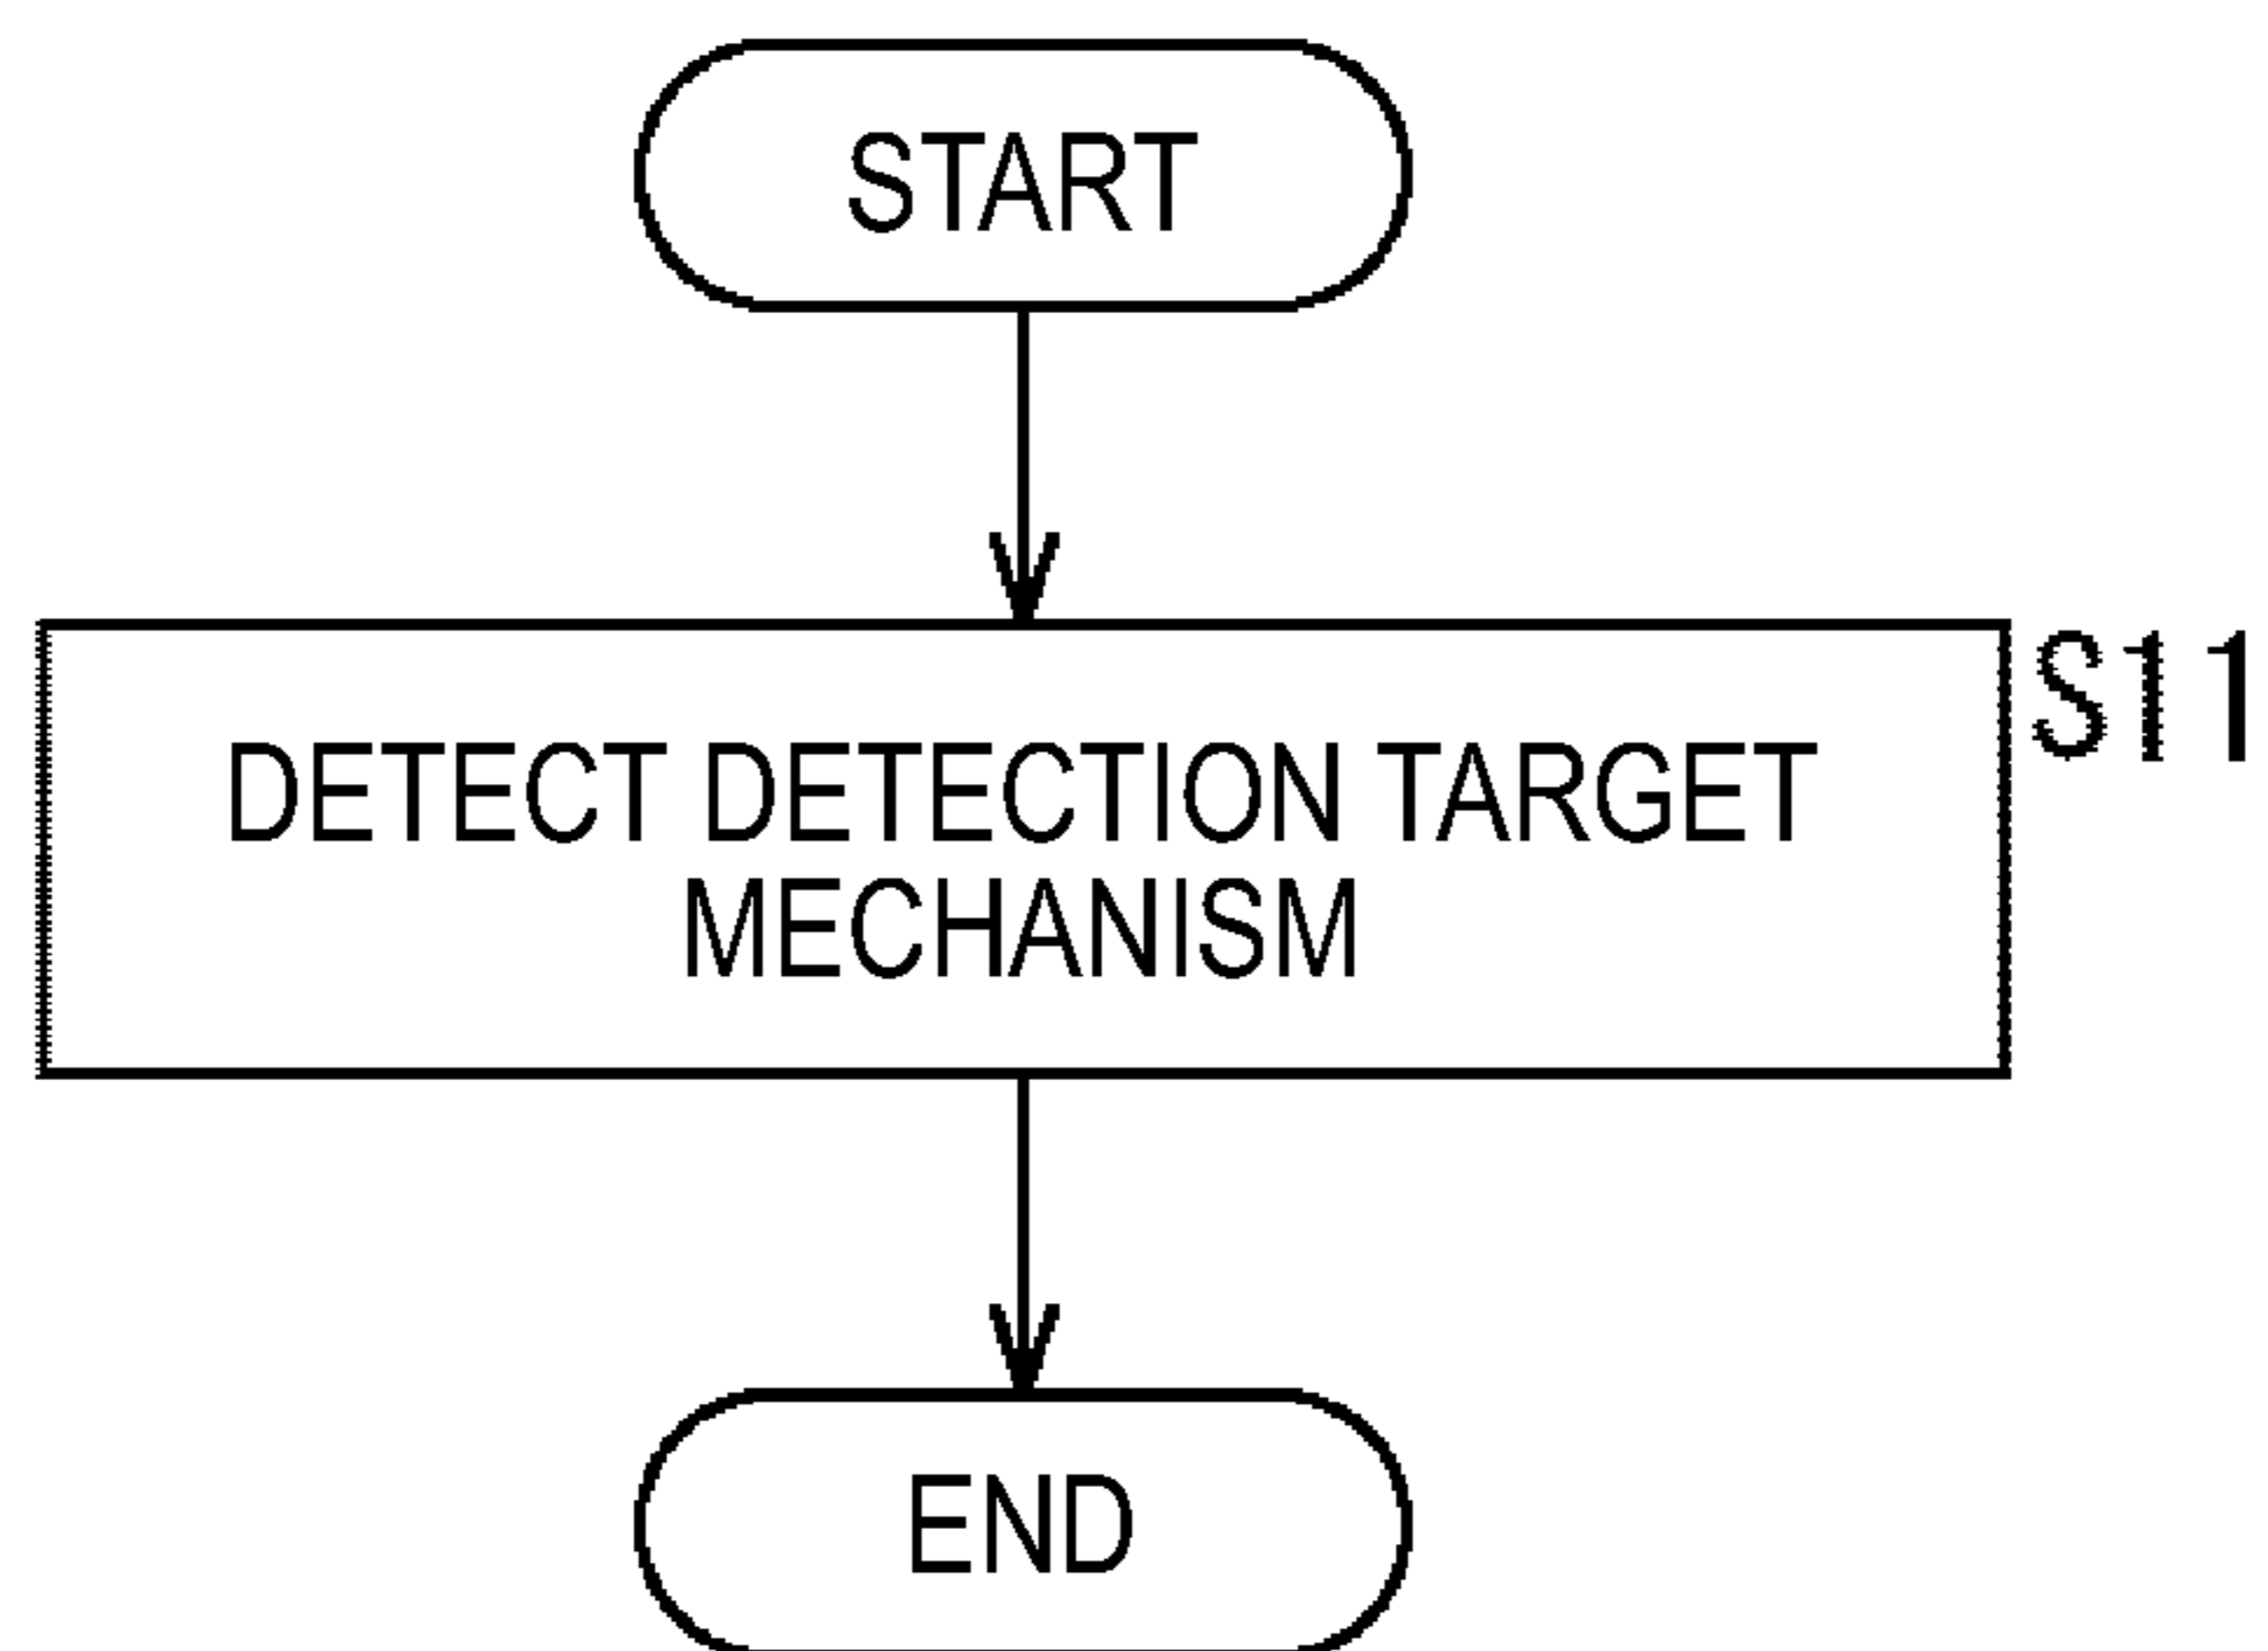 START
S11
DETECT DETECTION TARGET
MECHANISM
END